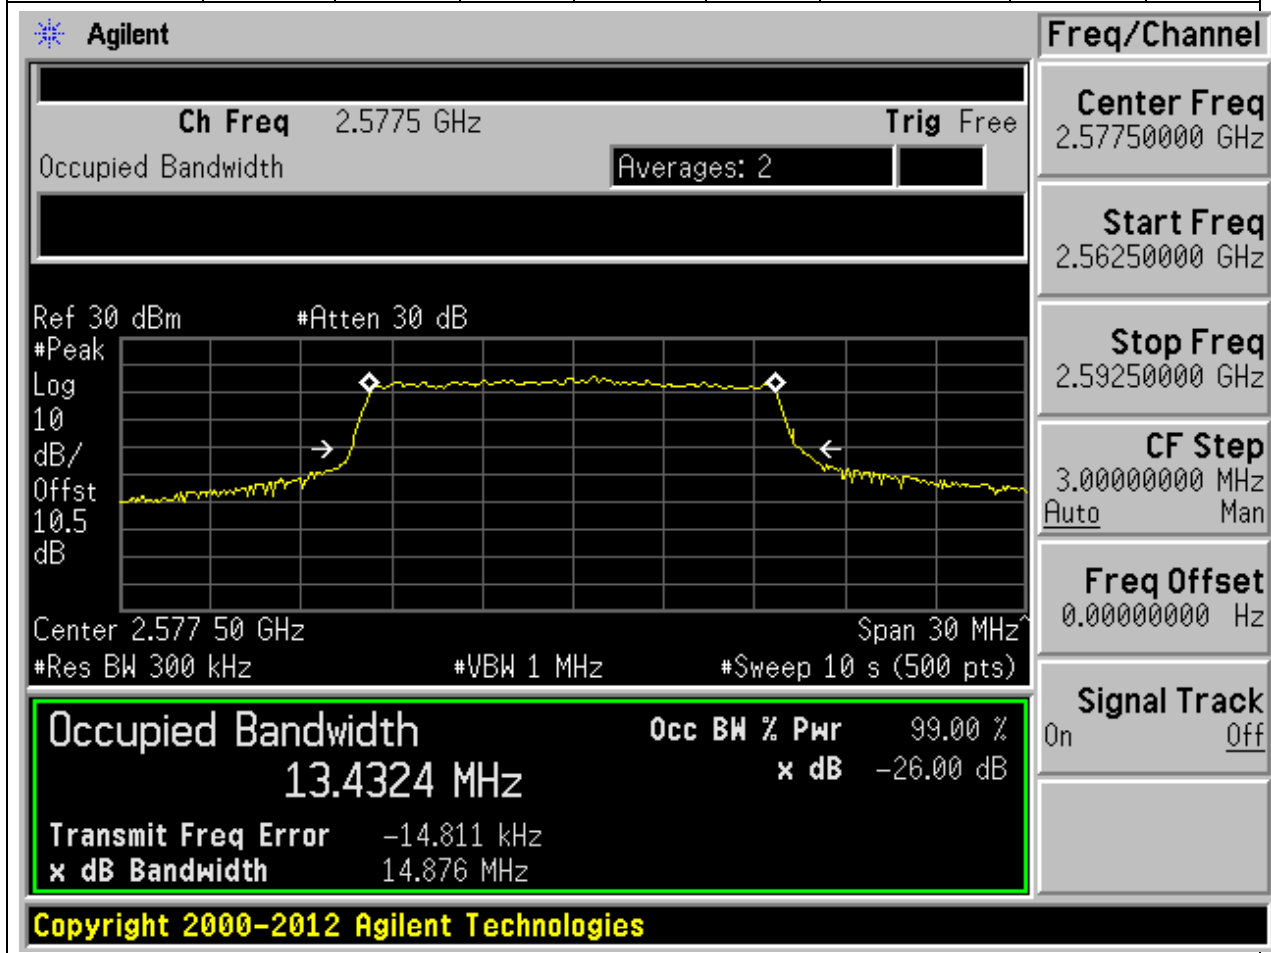 Agilent
Freq/Channel
Ch Freq 2.5775 GHz Trig Free
Occupied Bandwidth Averages: 2
Center Freq
2.57750000 GHz
Start Freq
2.56250000 GHz
Ref 30 dBm #Atten 30 dB
#Peak
Log
10
dB/
Offst
10.5
dB
Stop Freq
2.59250000 GHz
CF Step
3.00000000 MHz
Auto Man
Center 2.577 50 GHz Span 30 MHz^
#Res BW 300 kHz #VBW 1 MHz #Sweep 10 s (500 pts)
Freq Offset
0.00000000 Hz
Occupied Bandwidth Occ BW % Pwr 99.00 %
13.4324 MHz x dB -26.00 dB
Transmit Freq Error -14.811 kHz
x dB Bandwidth 14.876 MHz
Signal Track
On Off
Copyright 2000-2012 Agilent Technologies